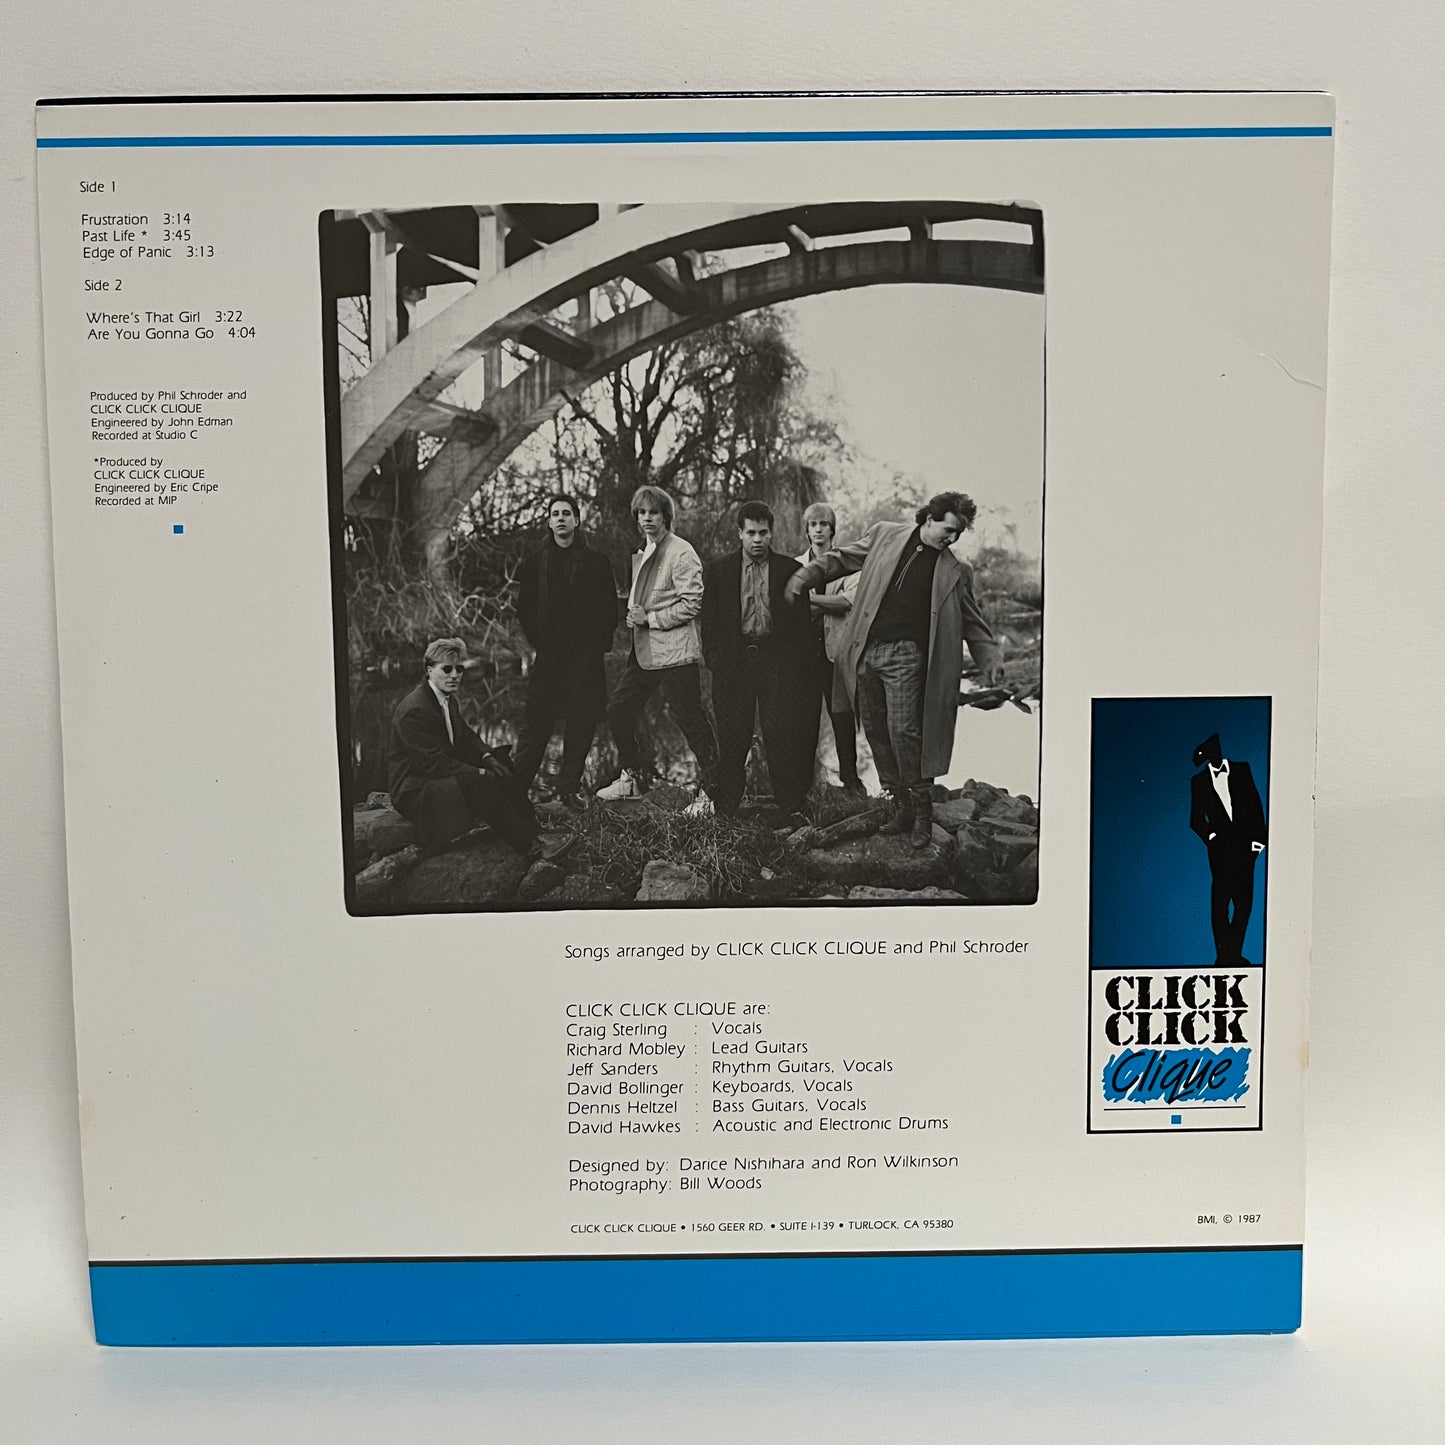 Side 1
Frustration 3:14
Past Life * 3:45
Edge of Panic 3:13
Side 2
Where's That Girl 3:22
Are You Gonna Go 4:04
Produced by Phil Schroder and
CLICK CLICK CLIQUE
Engineered by John Edman
Recorded at Studio C
*Produced by
CLICK CLICK CLIQUE
Engineered by Eric Cripe
Recorded at MIP
Songs arranged by CLICK CLICK CLIQUE and Phil Schroder
CLICK CLICK CLIQUE are:
Craig Sterling : Vocals
Richard Mobley : Lead Guitars
Jeff Sanders : Rhythm Guitars, Vocals
David Bollinger : Keyboards, Vocals
Dennis Heltzel : Bass Guitars, Vocals
David Hawkes : Acoustic and Electronic Drums
Designed by: Darice Nishihara and Ron Wilkinson
Photography: Bill Woods
CLICK CLICK CLIQUE • 1560 GEER RD. • SUITE I-139 • TURLOCK, CA 95380
CLICK
CLICK
Clique
BMI, © 1987